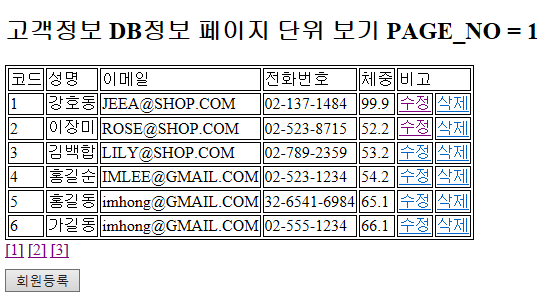 고객정보 DB정보 페이지 단위 보기 PAGE_NO = 1
코드 성명 이메일 전화번호 체중 비고
1 강호동 JEEA@SHOP.COM 02-137-1484 99.9 수정 삭제
2 이장미 ROSE@SHOP.COM 02-523-8715 52.2 수정 삭제
3 김백합 LILY@SHOP.COM 02-789-2359 53.2 수정 삭제
4 홍길순 IMLEE@GMAIL.COM 02-523-1234 54.2 수정 삭제
5 홍길동 imhong@GMAIL.COM 32-6541-6984 65.1 수정 삭제
6 가길동 imhong@GMAIL.COM 02-555-1234 66.1 수정 삭제
[1] [2] [3]
회원등록